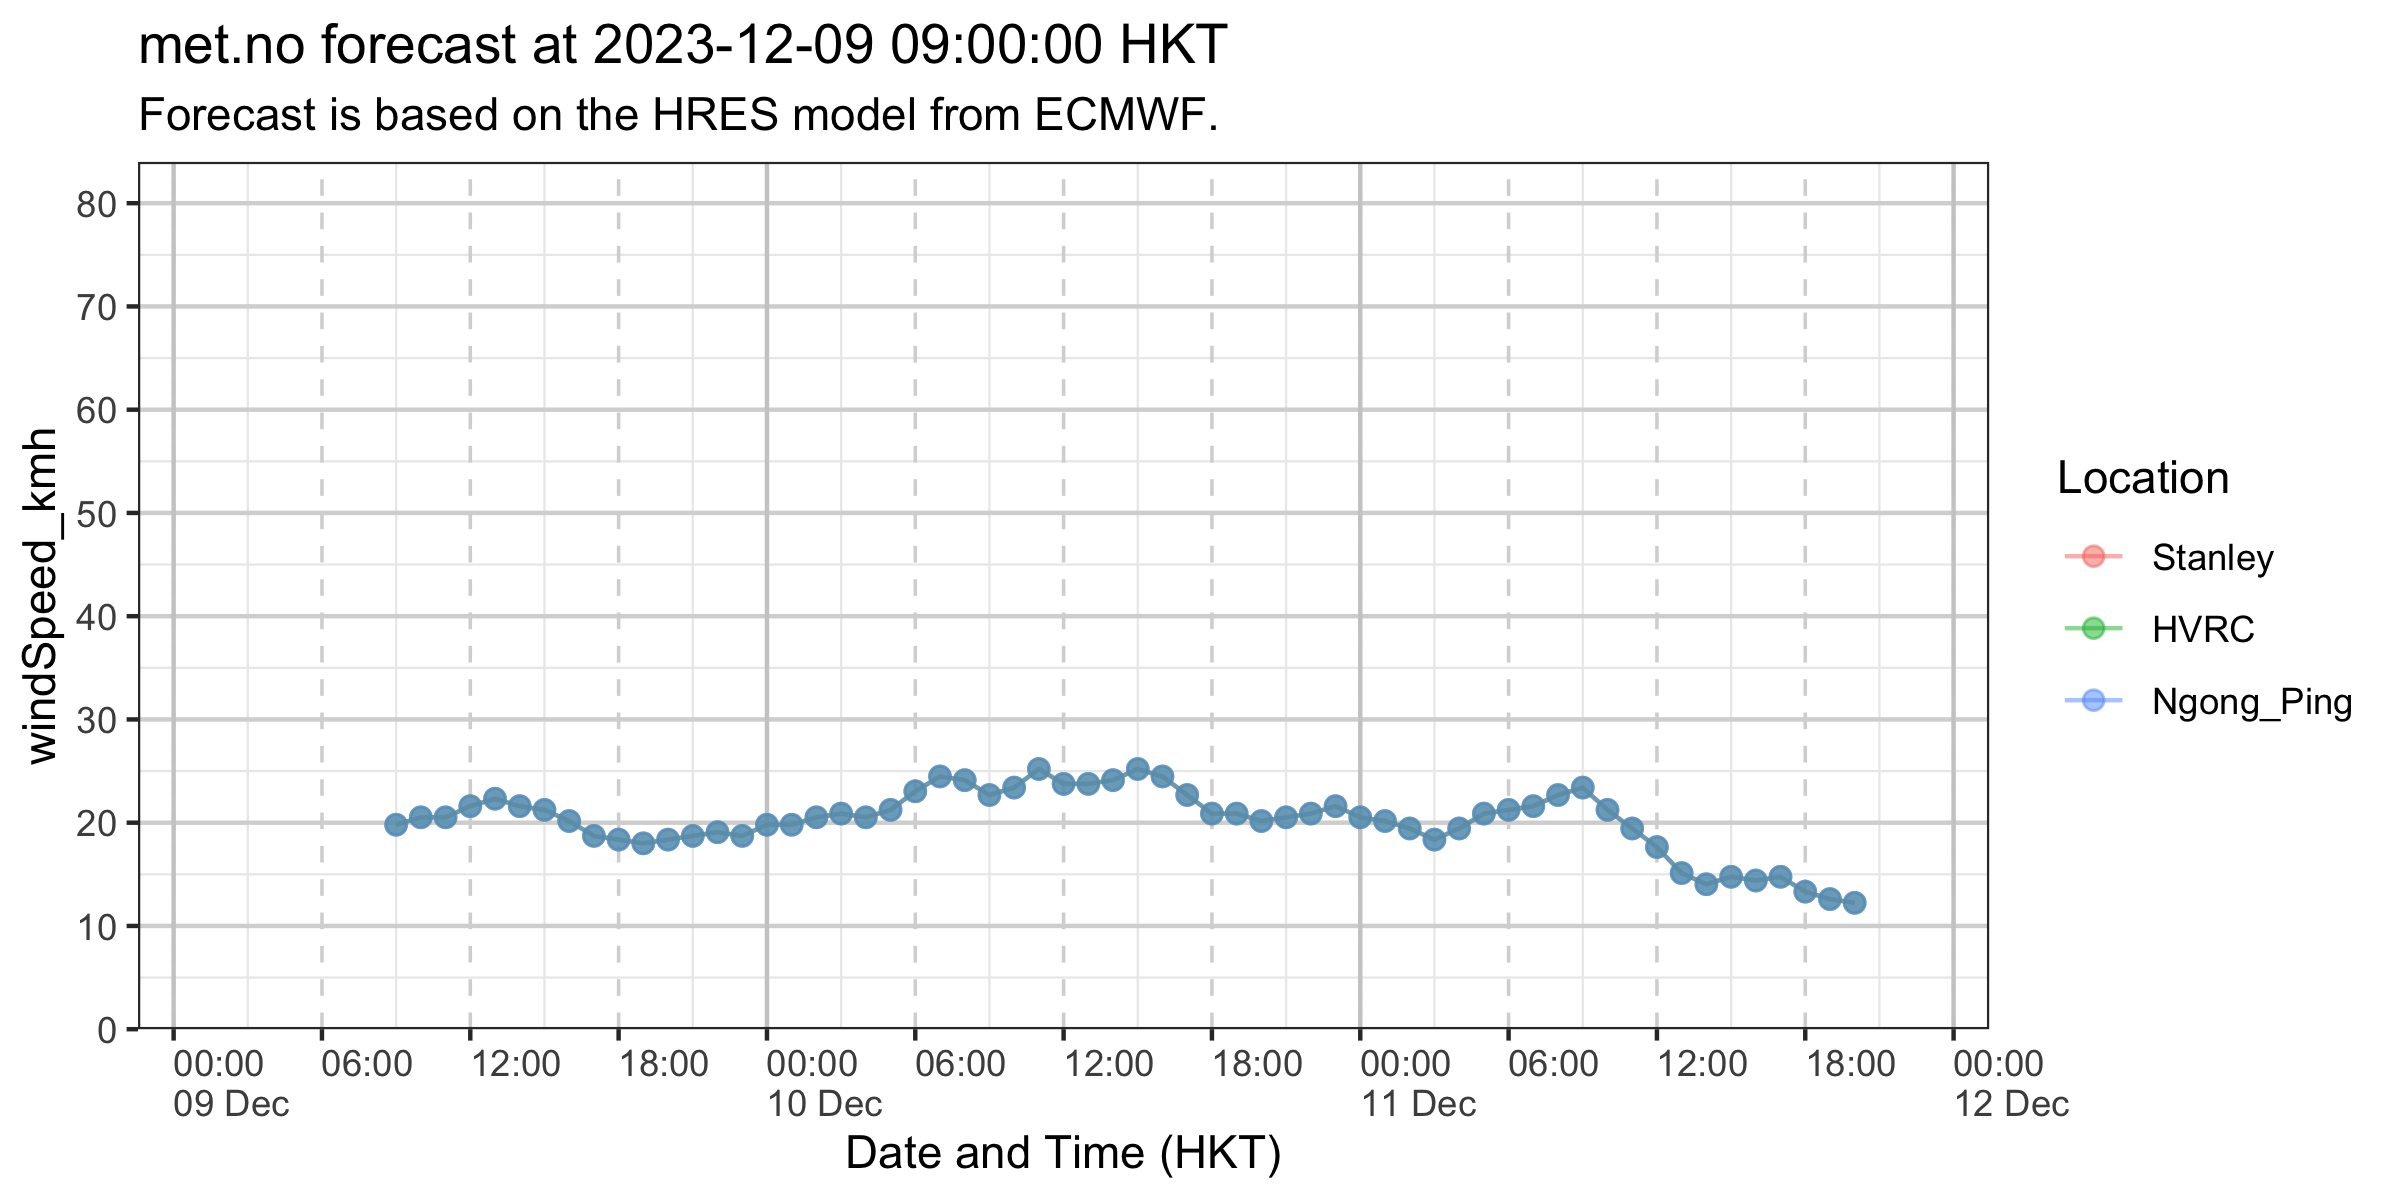 met.no forecast at 2023-12-09 09:00:00 HKT
Forecast is based on the HRES model from ECMWF.
windSpeed_kmh
80
70
60
50
40
30
20
10
0
00:00 06:00 12:00 18:00 00:00 06:00 12:00 18:00 00:00 06:00 12:00 18:00 00:00
09 Dec 10 Dec 11 Dec 12 Dec
Date and Time (HKT)
Location
Stanley
HVRC
Ngong_Ping